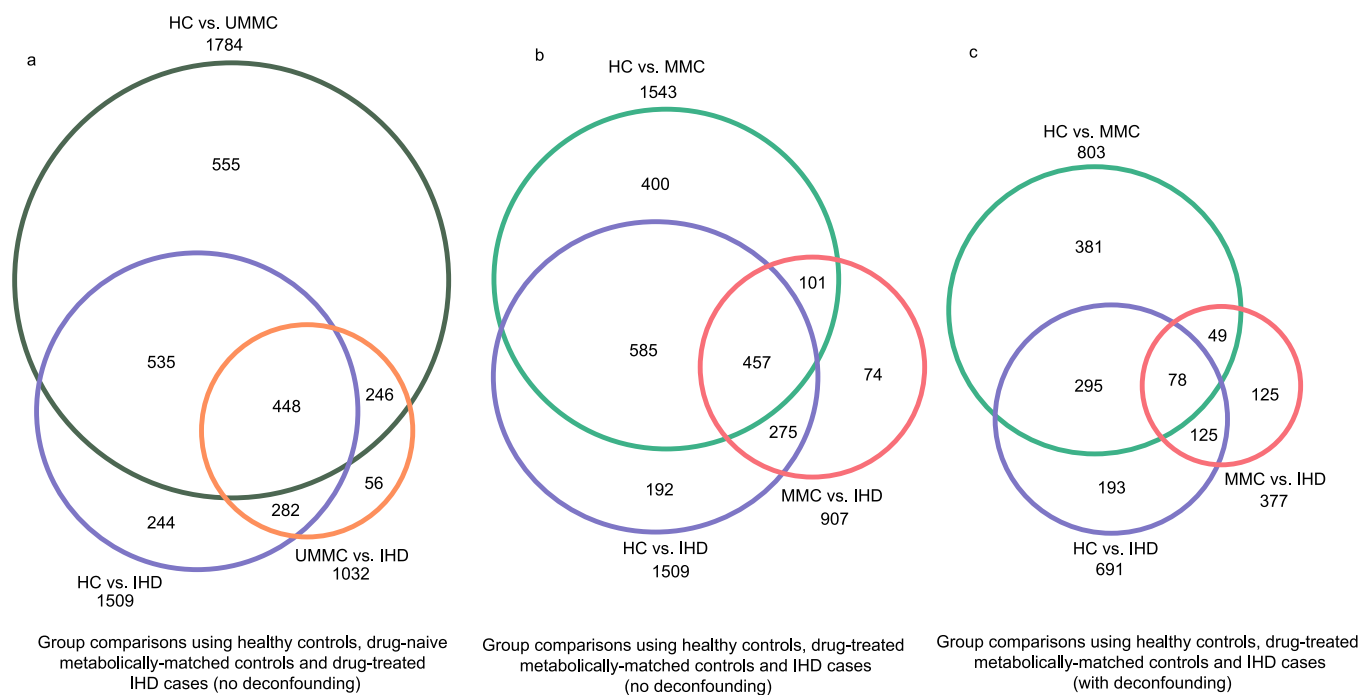 a
HC vs. UMMC
1784
555
535
448
246
56
282
244
UMMC vs. IHD
1032
HC vs. IHD
1509
Group comparisons using healthy controls, drug-naive
metabolically-matched controls and drug-treated
IHD cases (no deconfounding)
b
HC vs. MMC
1543
400
101
585
457
74
275
192
MMC vs. IHD
907
HC vs. IHD
1509
Group comparisons using healthy controls, drug-treated
metabolically-matched controls and IHD cases
(no deconfounding)
c
HC vs. MMC
803
381
49
295
78
125
125
193
MMC vs. IHD
377
HC vs. IHD
691
Group comparisons using healthy controls, drug-treated
metabolically-matched controls and IHD cases
(with deconfounding)